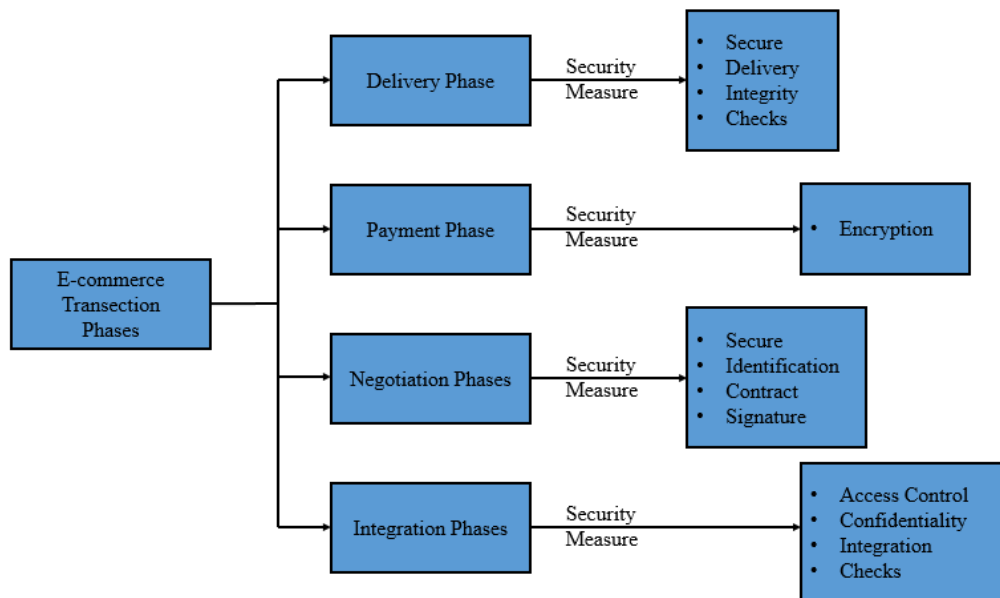 E-commerce
Transection
Phases
Delivery Phase
Security
Measure
• Secure
• Delivery
• Integrity
• Checks
Payment Phase
Security
Measure
• Encryption
Negotiation Phases
Security
Measure
• Secure
• Identification
• Contract
• Signature
Integration Phases
Security
Measure
• Access Control
• Confidentiality
• Integration
• Checks